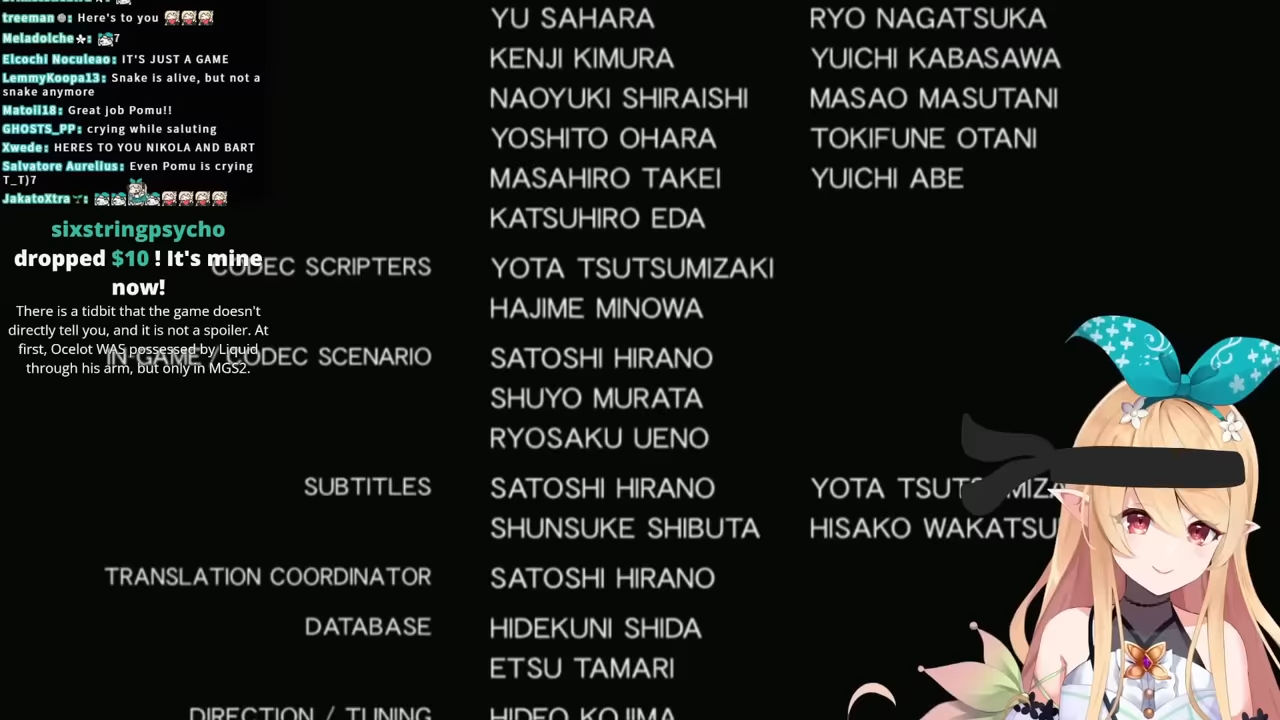 treeman: Here's to you
Meladolche: 7
Elcochi Noculeao: IT'S JUST A GAME
LemmyKoopa13: Snake is alive, but not a
snake anymore
Matoii18: Great job Pomu!!
GHOSTS_PP: crying while saluting
Xwede: HERES TO YOU NIKOLA AND BART
Salvatore Aurelius: Even Pomu is crying
T_T)7
JakatoXtra:
sixstringpsycho
dropped $10 ! It's mine
now!
There is a tidbit that the game doesn't
directly tell you, and it is not a spoiler. At
first, Ocelot WAS possessed by Liquid
through his arm, but only in MGS2.
YU SAHARA RYO NAGATSUKA
KENJI KIMURA YUICHI KABASAWA
NAOYUKI SHIRAISHI MASAO MASUTANI
YOSHITO OHARA TOKIFUNE OTANI
MASAHIRO TAKEI YUICHI ABE
KATSUHIRO EDA
CODEC SCRIPTERS YOTA TSUTSUMIZAKI
HAJIME MINOWA
IN-GAME / CODEC SCENARIO SATOSHI HIRANO
SHUYO MURATA
RYOSAKU UENO
SUBTITLES SATOSHI HIRANO YOTA
SHUNSUKE SHIBUTA HISAKO
TRANSLATION COORDINATOR SATOSHI HIRANO
DATABASE HIDEKUNI SHIDA
ETSU TAMARI
DIRECTION / TUNING HIDEO KOJIMA